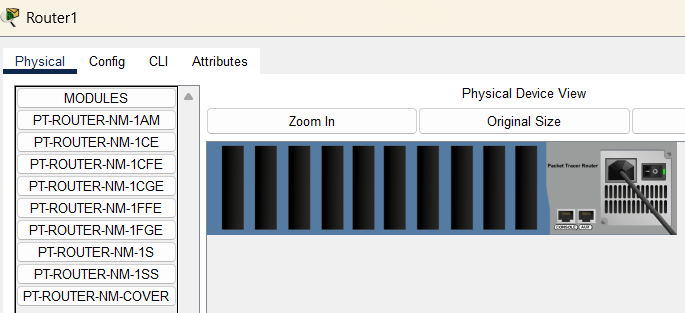 Router1
Physical Config CLI Attributes
MODULES
PT-ROUTER-NM-1AM
PT-ROUTER-NM-1CE
PT-ROUTER-NM-1CFE
PT-ROUTER-NM-1CGE
PT-ROUTER-NM-1FFE
PT-ROUTER-NM-1FGE
PT-ROUTER-NM-1S
PT-ROUTER-NM-1SS
PT-ROUTER-NM-COVER
Physical Device View
Zoom In Original Size
Packet Tracer Router
CONSOLE AUX